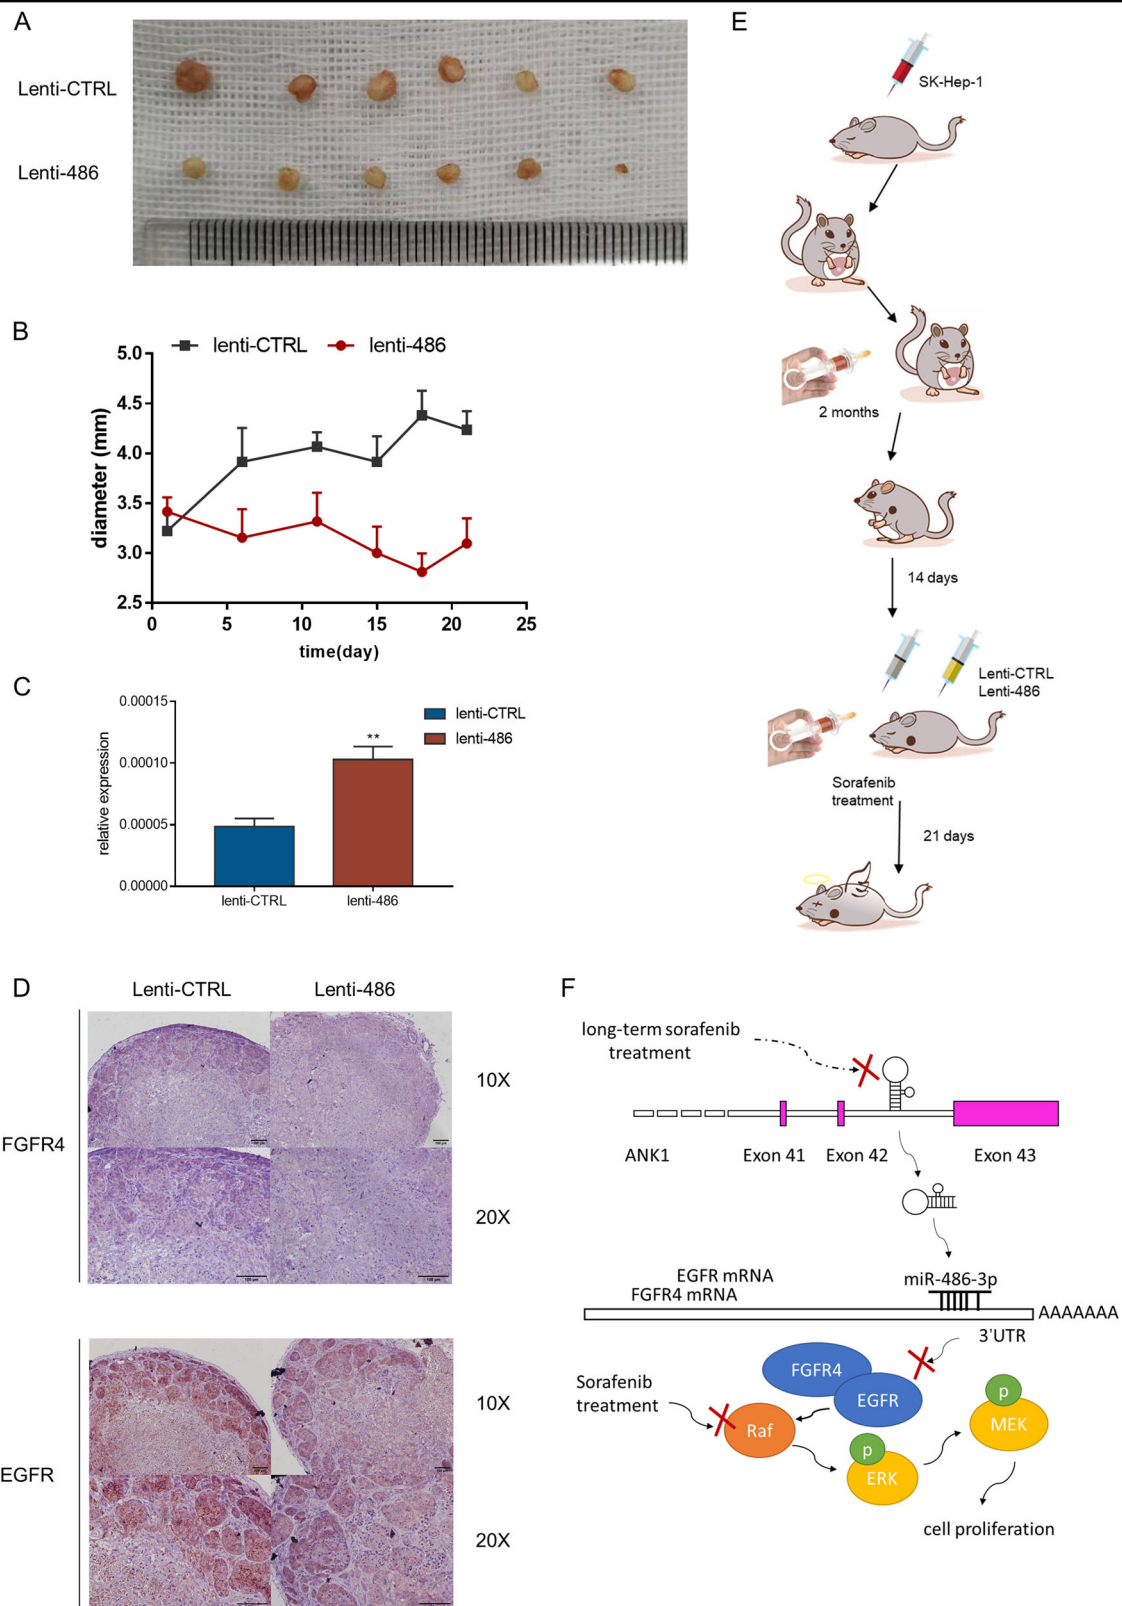 A
Lenti-CTRL
Lenti-486
B
lenti-CTRL
lenti-486
diameter (mm)
5.0
4.5
4.0
3.5
3.0
2.5
0
5
10
15
20
25
time(day)
C
relative expression
0.00015
0.00010
0.00005
0.00000
**
lenti-CTRL
lenti-486
lenti-CTRL
lenti-486
D
Lenti-CTRL
Lenti-486
FGFR4
10X
20X
EGFR
10X
20X
E
SK-Hep-1
2 months
14 days
Lenti-CTRL
Lenti-486
Sorafenib
treatment
21 days
F
long-term sorafenib
treatment
ANK1
Exon 41
Exon 42
Exon 43
EGFR mRNA
FGFR4 mRNA
miR-486-3p
AAAAAAA
3'UTR
FGFR4
EGFR
Sorafenib
treatment
Raf
p
ERK
p
MEK
cell proliferation